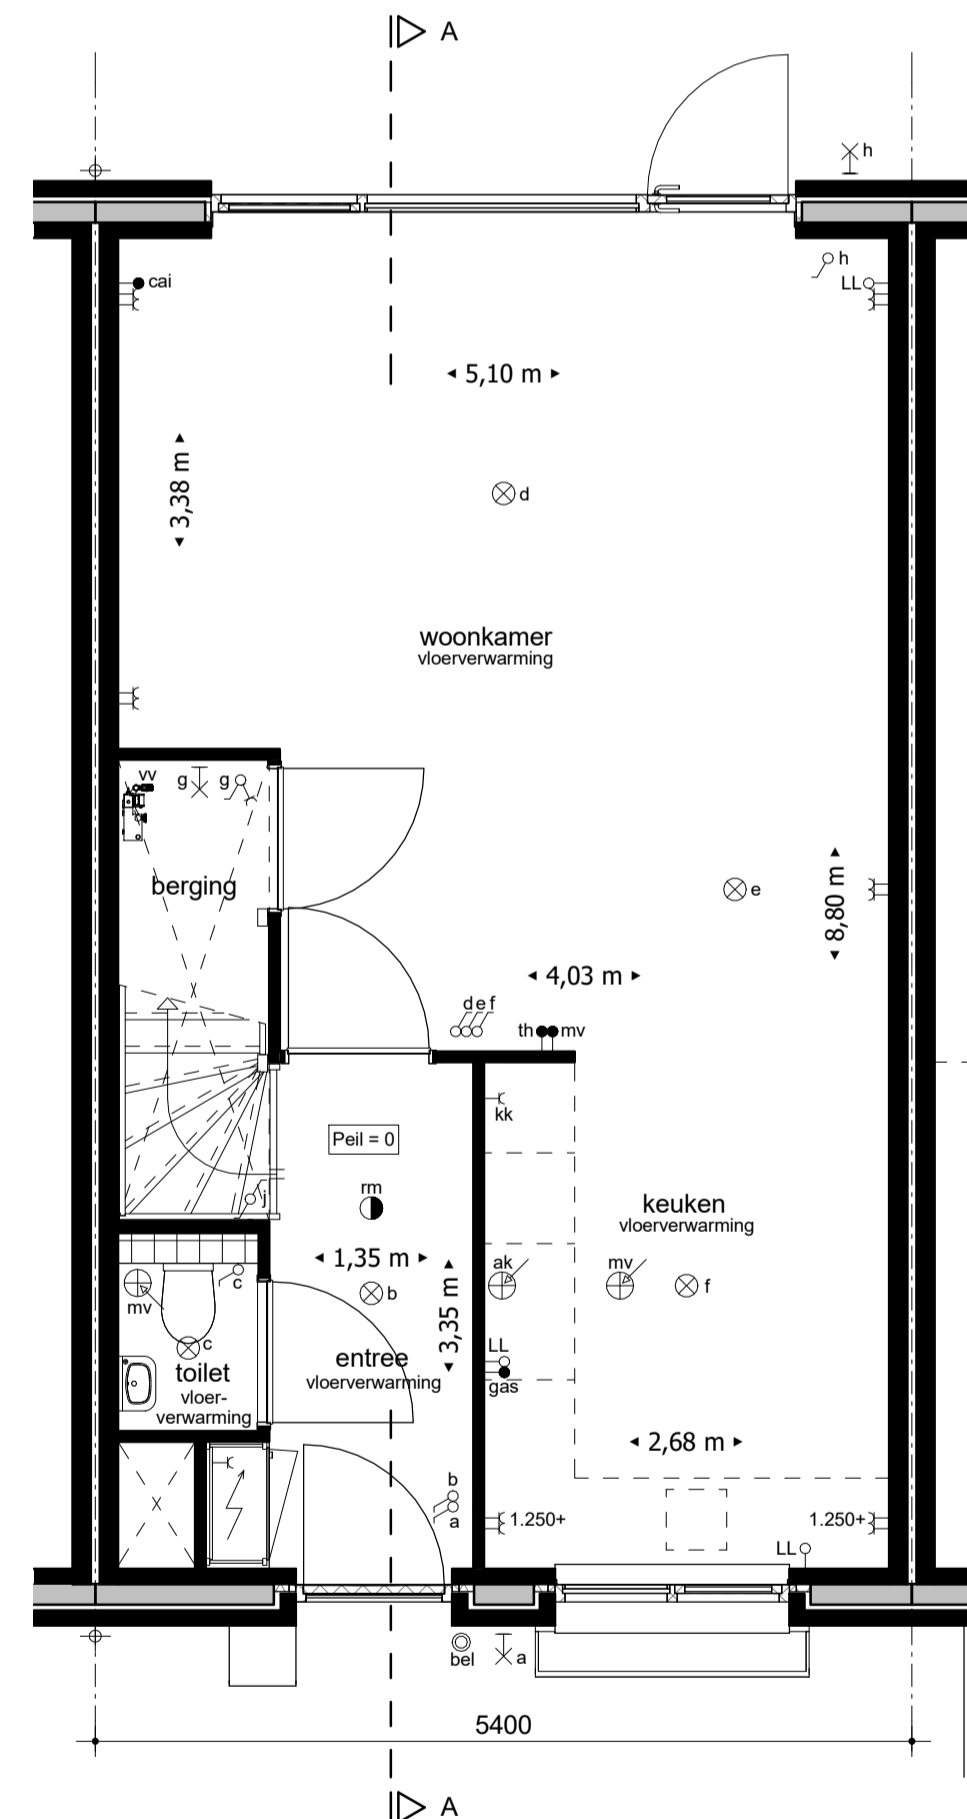 A
h
h
cai
LL
5,10 m
3,38 m
d
woonkamer
vloerverwarming
vv
g
g
berging
e
8,80 m
4,03 m
d e f
th
mv
kk
Peil = 0
rm
j
keuken
vloerverwarming
1,35 m
ak
mv
c
mv
b
f
3,35 m
c
LL
entree
vloerverwarming
toilet
vloer-
verwarming
gas
2,68 m
b
a
1.250+
1.250+
LL
bel
a
5400
A